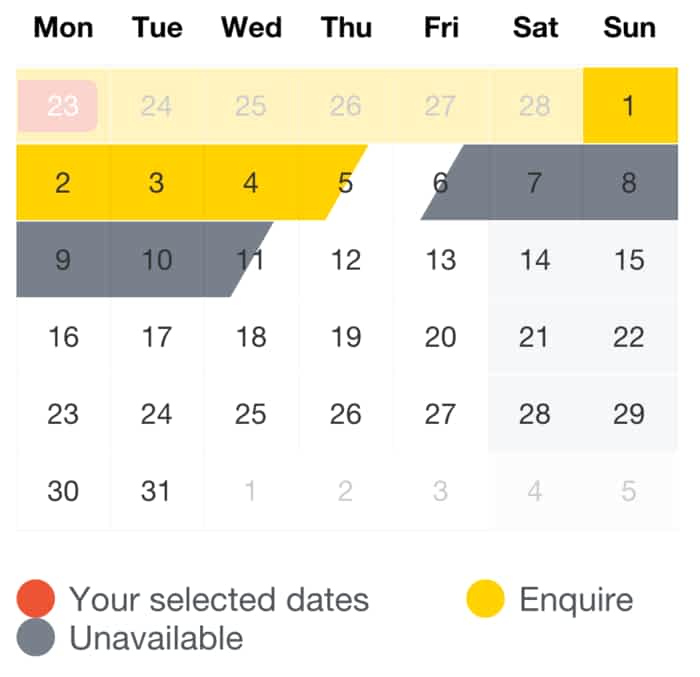 Mon Tue Wed Thu Fri Sat Sun
23 24 25 26 27 28 1
2 3 4 5 6 7 8
9 10 11 12 13 14 15
16 17 18 19 20 21 22
23 24 25 26 27 28 29
30 31 1 2 3 4 5
Your selected dates Enquire
Unavailable